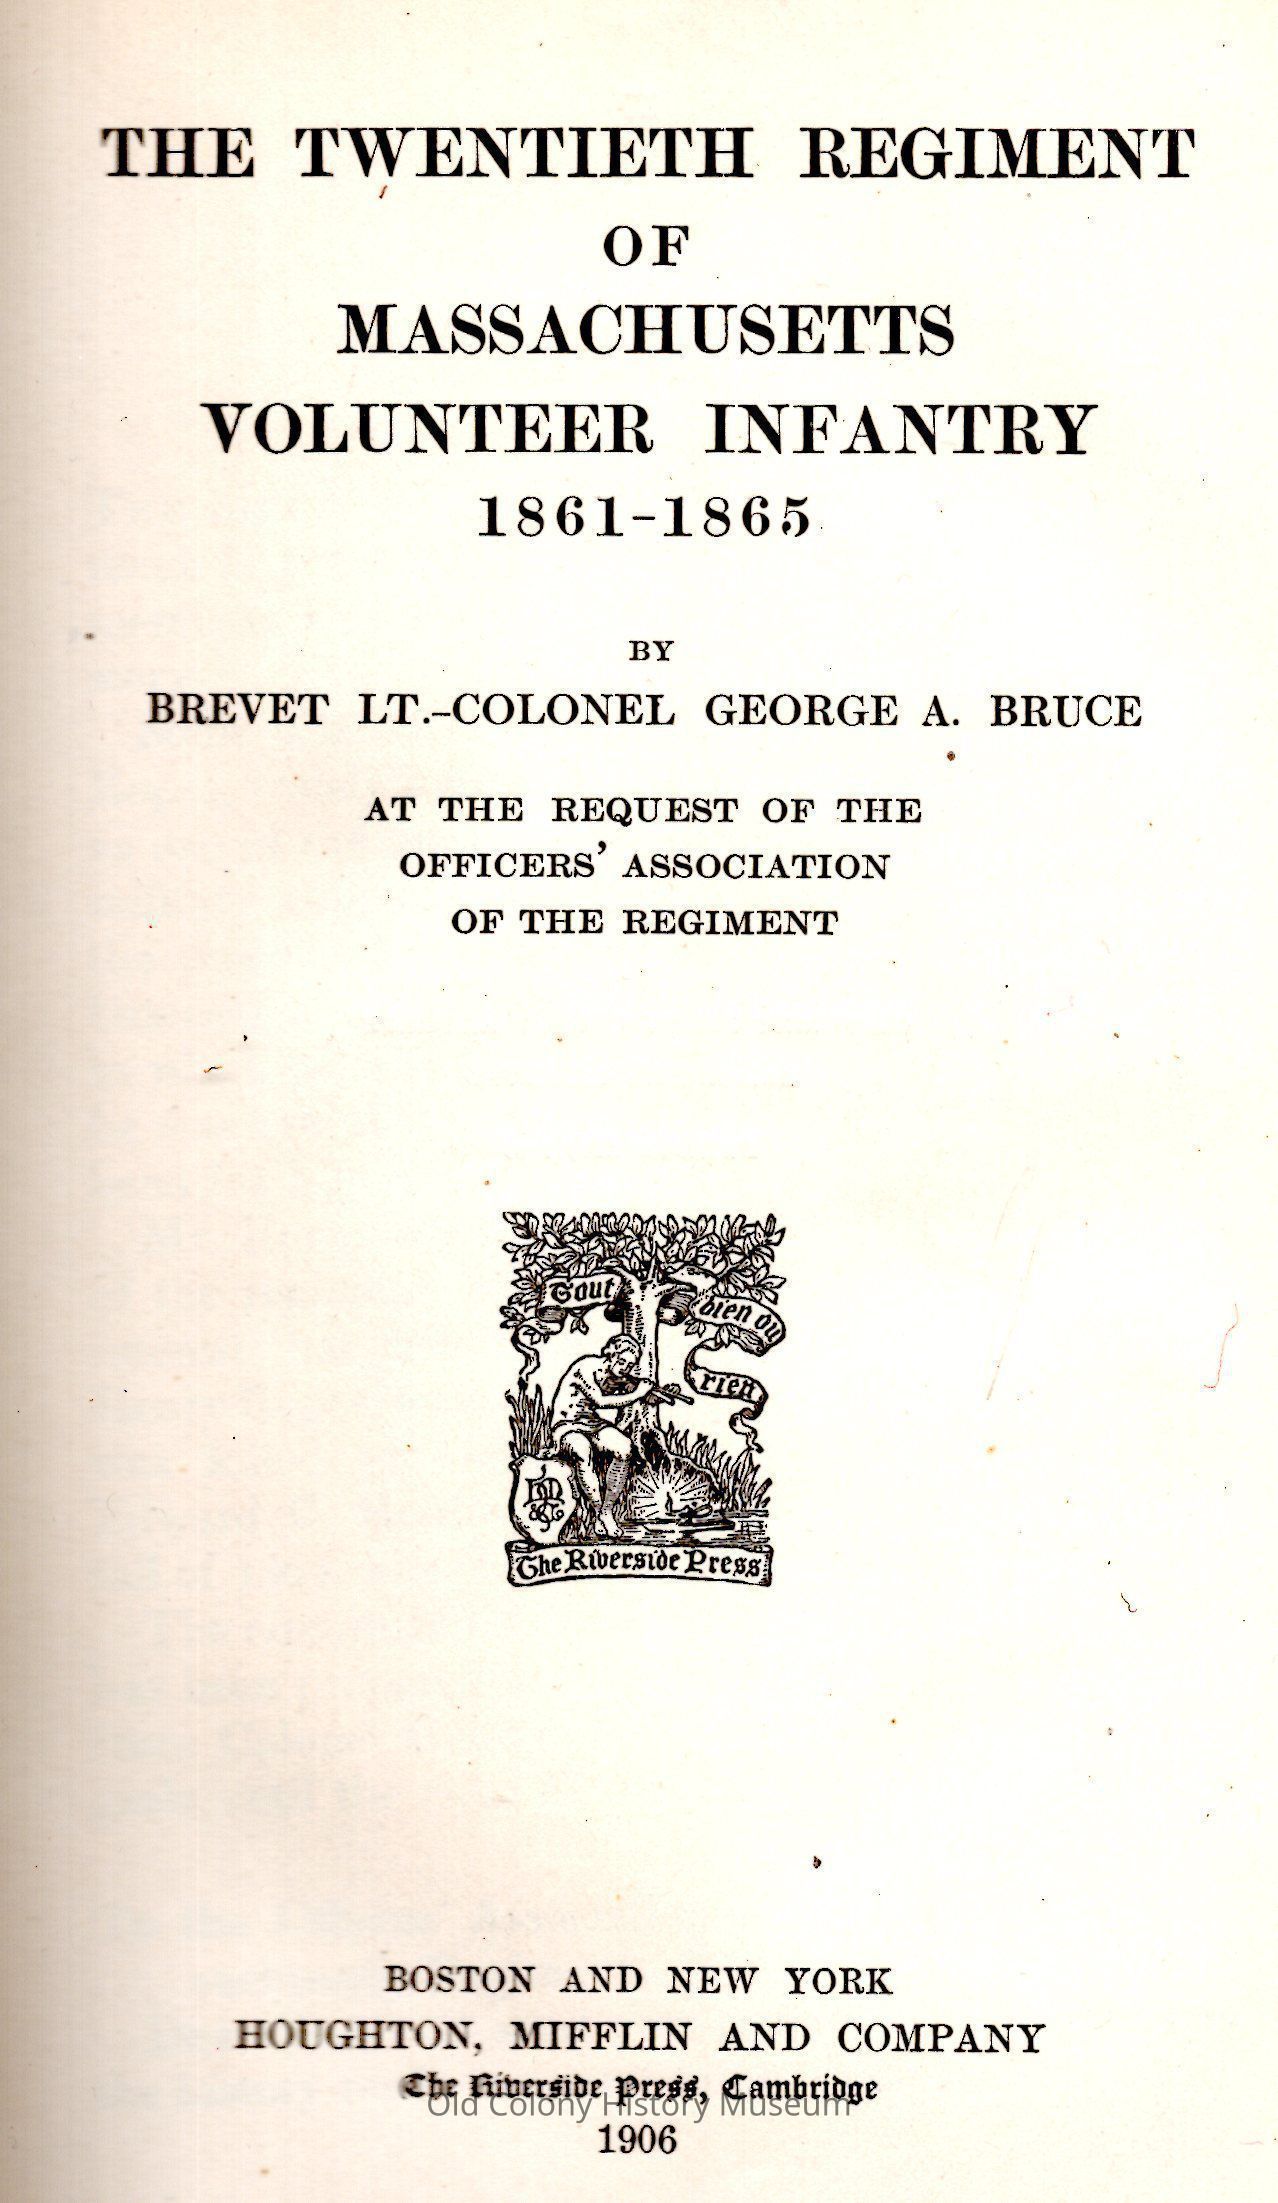 THE TWENTIETH REGIMENT
OF
MASSACHUSETTS
VOLUNTEER INFANTRY
1861-1865
BY
BREVET LT.-COLONEL GEORGE A. BRUCE
AT THE REQUEST OF THE
OFFICERS' ASSOCIATION
OF THE REGIMENT
Tout
bien ou
rien
The Riverside Press
BOSTON AND NEW YORK
HOUGHTON, MIFFLIN AND COMPANY
The Riverside Press, Cambridge
Old Colony History Museum
1906